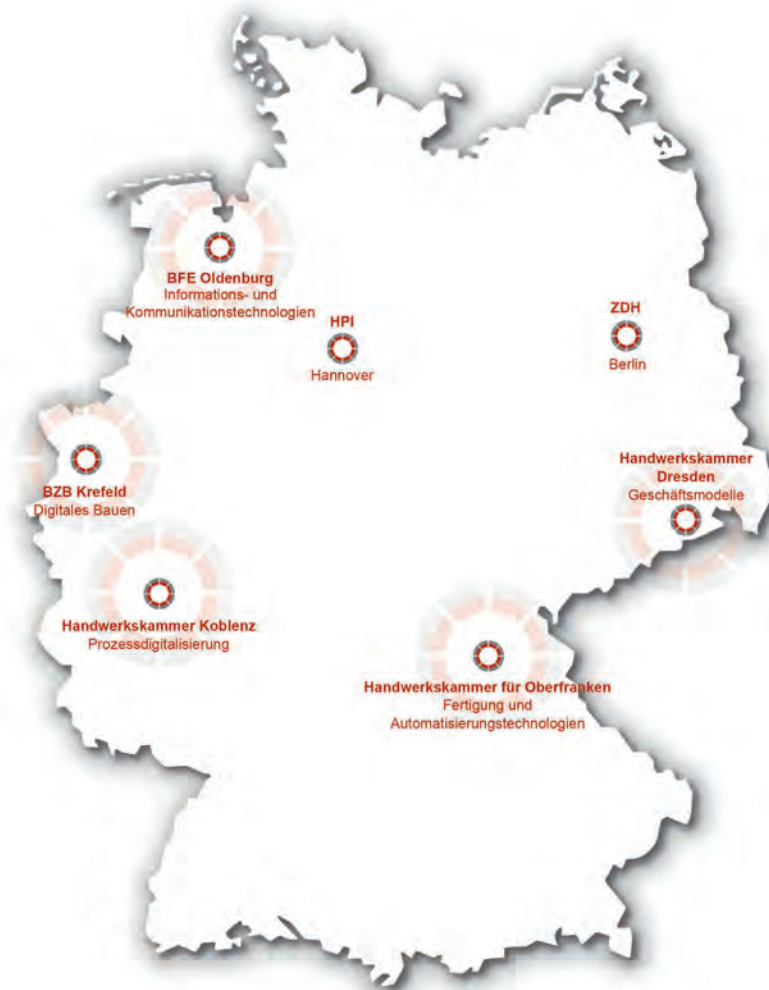 BFE Oldenburg
Informations- und
Kommunikationstechnologien
HPI
Hannover
ZDH
Berlin
BZB Krefeld
Digitales Bauen
Handwerkskammer
Dresden
Geschäftsmodelle
Handwerkskammer Koblenz
Prozessdigitalisierung
Handwerkskammer für Oberfranken
Fertigung und
Automatisierungstechnologien